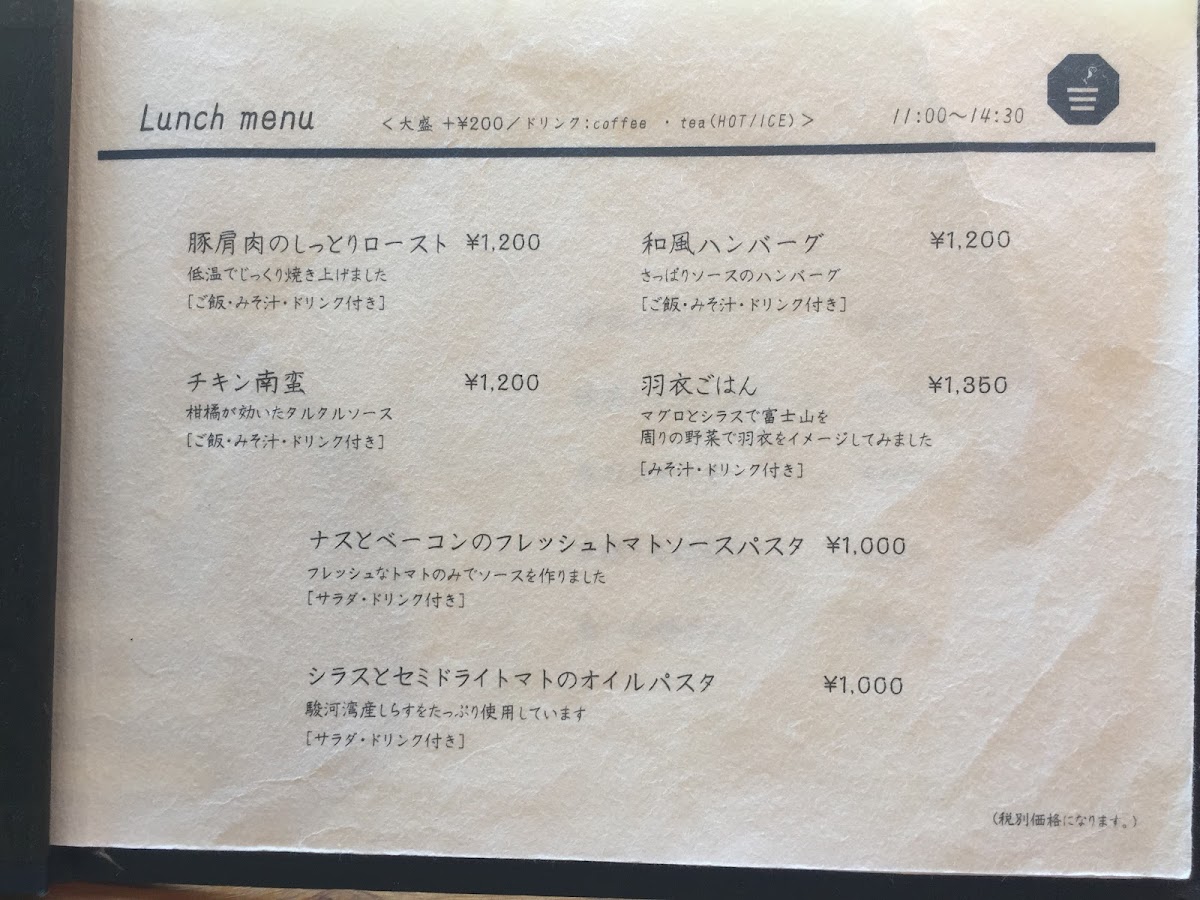 Lunch menu <大盛 +¥200/ドリンク:coffee ・tea(HOT/ICE)> 11:00〜14:30
豚肩肉のしっとりロースト ¥1,200
低温でじっくり焼き上げました
[ご飯・みそ汁・ドリンク付き]
和風ハンバーグ ¥1,200
さっぱりソースのハンバーグ
[ご飯・みそ汁・ドリンク付き]
チキン南蛮 ¥1,200
柑橘が効いたタルタルソース
[ご飯・みそ汁・ドリンク付き]
羽衣ごはん ¥1,350
マグロとシラスで富士山を
周りの野菜で羽衣をイメージしてみました
[みそ汁・ドリンク付き]
ナスとベーコンのフレッシュトマトソースパスタ ¥1,000
フレッシュなトマトのみでソースを作りました
[サラダ・ドリンク付き]
シラスとセミドライトマトのオイルパスタ ¥1,000
駿河湾産しらすをたっぷり使用しています
[サラダ・ドリンク付き]
(税別価格になります。)